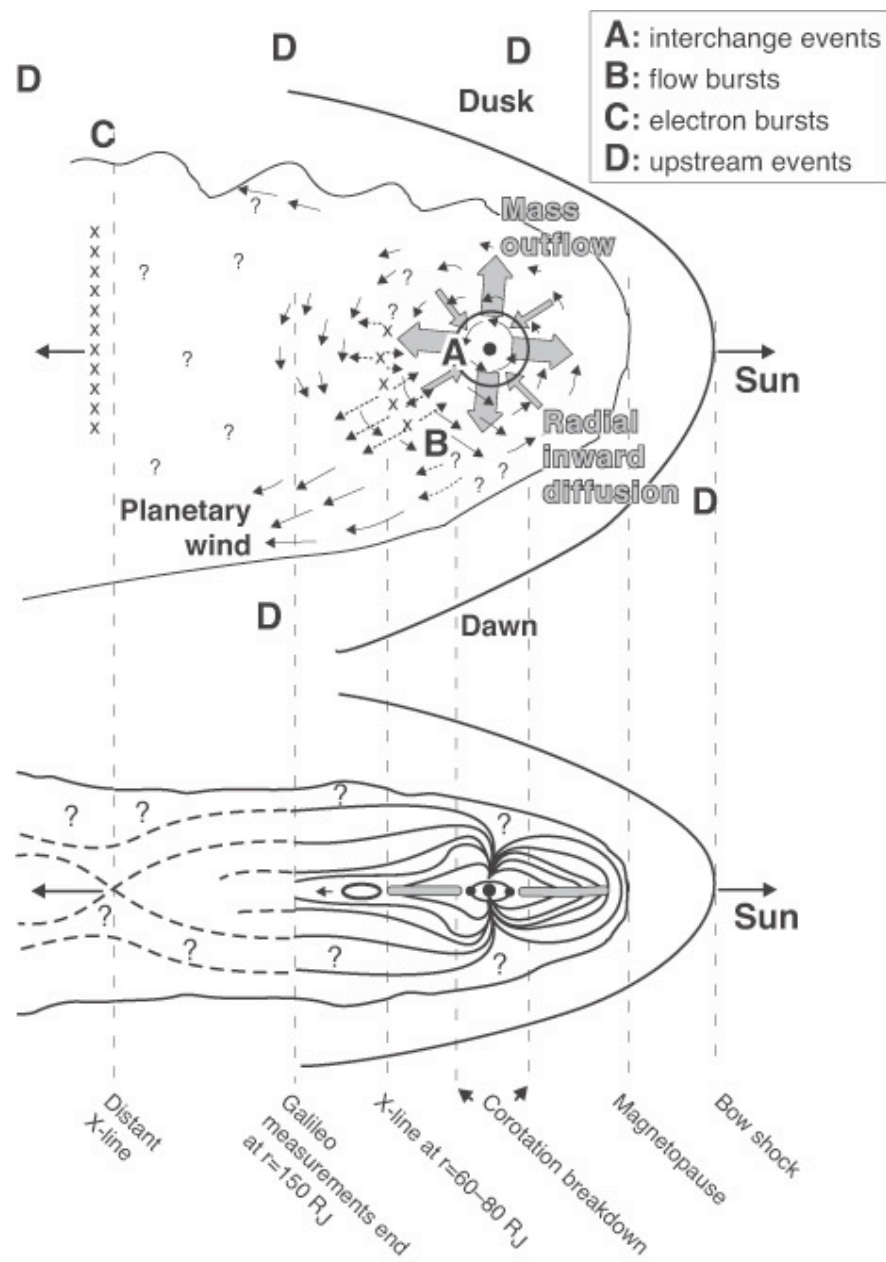 D
D
D
A: interchange events
B: flow bursts
C: electron bursts
D: upstream events
Dusk
C
Mass
outflow
?
x
x
x
x
x
x
x
x
x
x
x
?
?
?
?
?
?
x
x
x
x
A
Sun
B
?
?
?
Radial
inward
diffusion
D
Planetary
wind
D
Dawn
?
?
?
?
?
?
?
?
Sun
Distant
X-line
Galileo
measurements end
at r=150 RJ
X-line at r=60–80 RJ
Corotation breakdown
Magnetopause
Bow shock